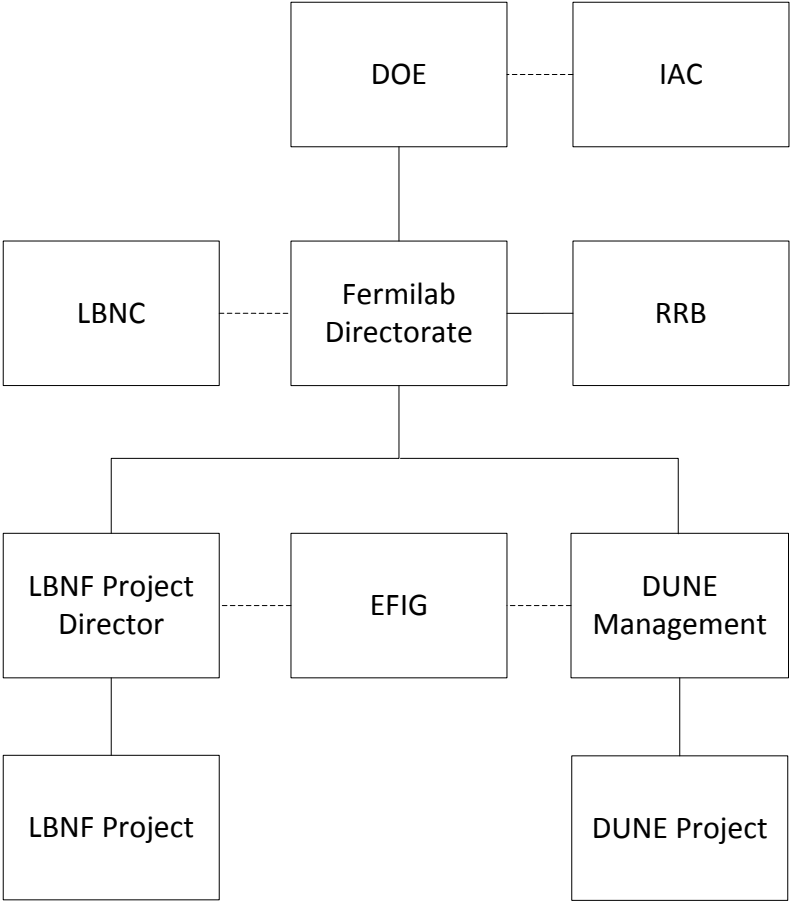 DOE
IAC
LBNC
Fermilab
Directorate
RRB
LBNF Project
Director
EFIG
DUNE
Management
LBNF Project
DUNE Project